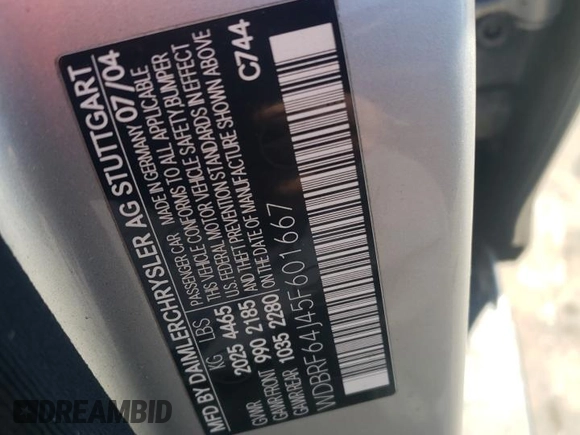 MFD BY DAIMLERCHRYSLER AG STUTTGART
MADE IN GERMANY 07/04
PASSENGER CAR
THIS VEHICLE CONFORMS TO ALL APPLICABLE
U.S. FEDERAL MOTOR VEHICLE SAFETY BUMPER
AND THEFT PREVENTION STANDARDS IN EFFECT
ON THE DATE OF MANUFACTURE SHOWN ABOVE
KG LBS
GVWR 2025 4465
GAWR FRONT 990 2185
GAWR REAR 1035 2280
C744
WDBRF64J45F601667
DREAMBID